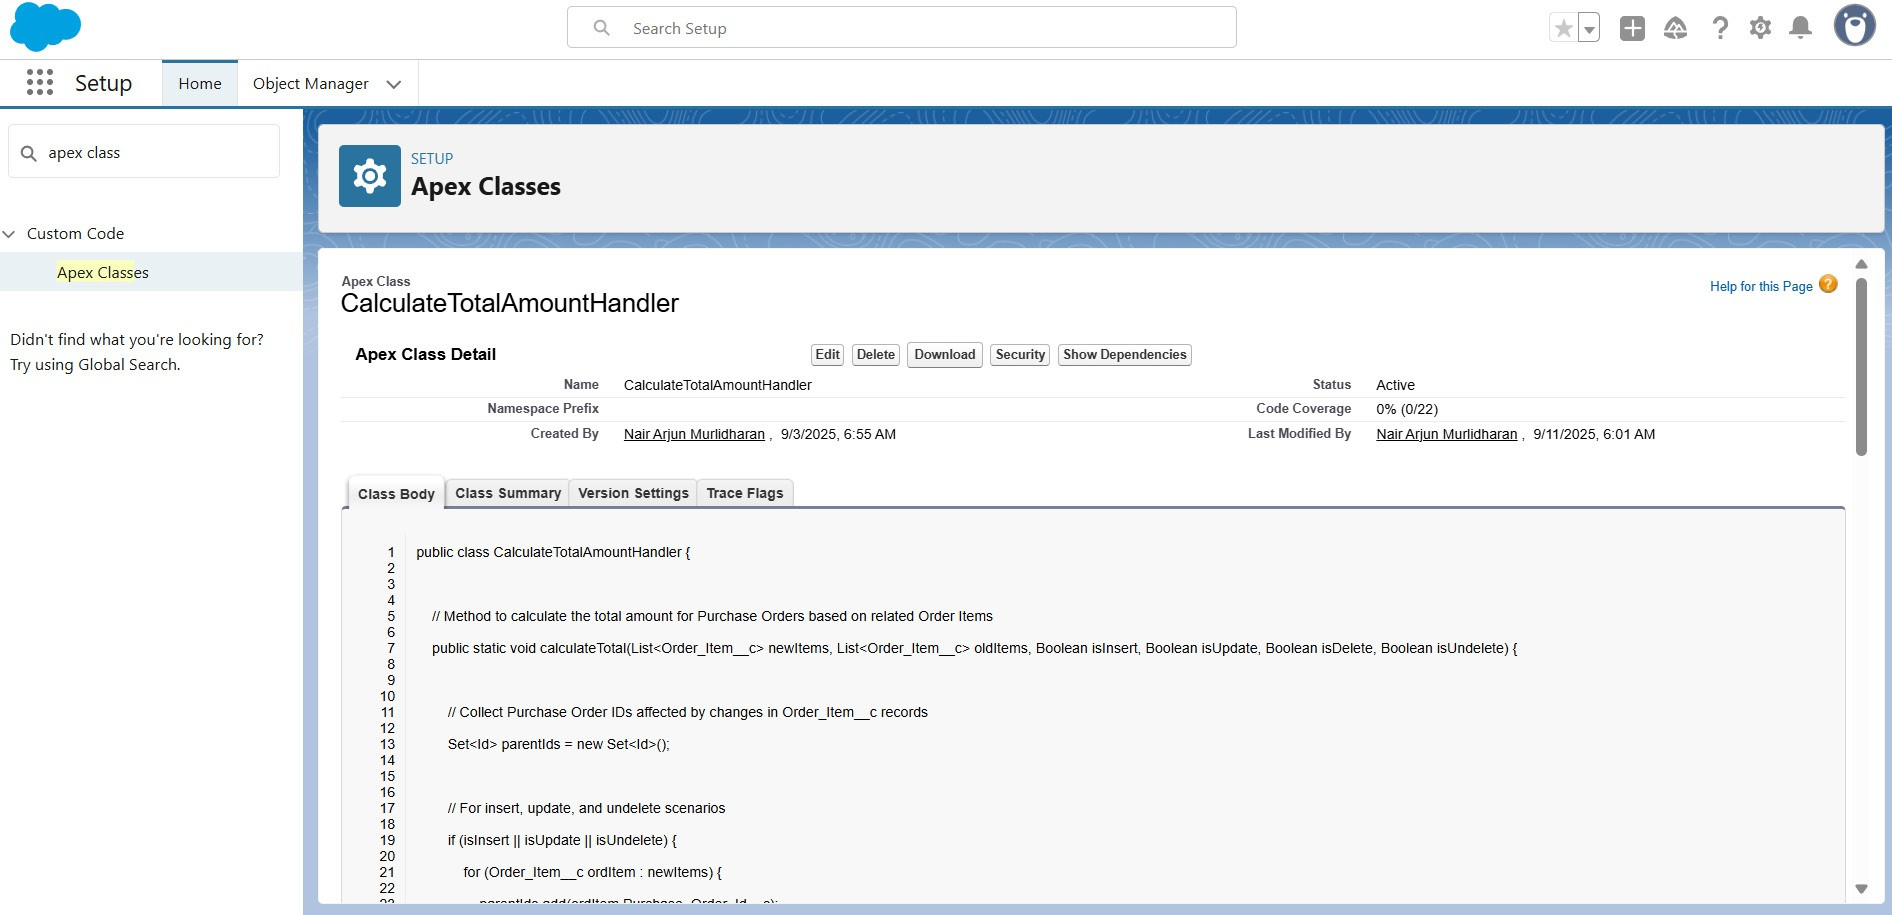 Search Setup
Setup
Home
Object Manager
apex class
Custom Code
Apex Classes
Didn't find what you're looking for?
Try using Global Search.
SETUP
Apex Classes
Apex Class
CalculateTotalAmountHandler
Help for this Page
Apex Class Detail
Edit Delete Download Security Show Dependencies
Name CalculateTotalAmountHandler Status Active
Namespace Prefix Code Coverage 0% (0/22)
Created By Nair Arjun Murlidharan , 9/3/2025, 6:55 AM Last Modified By Nair Arjun Murlidharan , 9/11/2025, 6:01 AM
Class Body Class Summary Version Settings Trace Flags
1 public class CalculateTotalAmountHandler {
2
3
4
5 // Method to calculate the total amount for Purchase Orders based on related Order Items
6
7 public static void calculateTotal(List<Order_Item__c> newItems, List<Order_Item__c> oldItems, Boolean isInsert, Boolean isUpdate, Boolean isDelete, Boolean isUndelete) {
8
9
10
11 // Collect Purchase Order IDs affected by changes in Order_Item__c records
12
13 Set<Id> parentIds = new Set<Id>();
14
15
16
17 // For insert, update, and undelete scenarios
18
19 if (isInsert || isUpdate || isUndelete) {
20
21 for (Order_Item__c ordItem : newItems) {
22
23 parentIds.add(ordItem.Purchase_Order_Id__c);